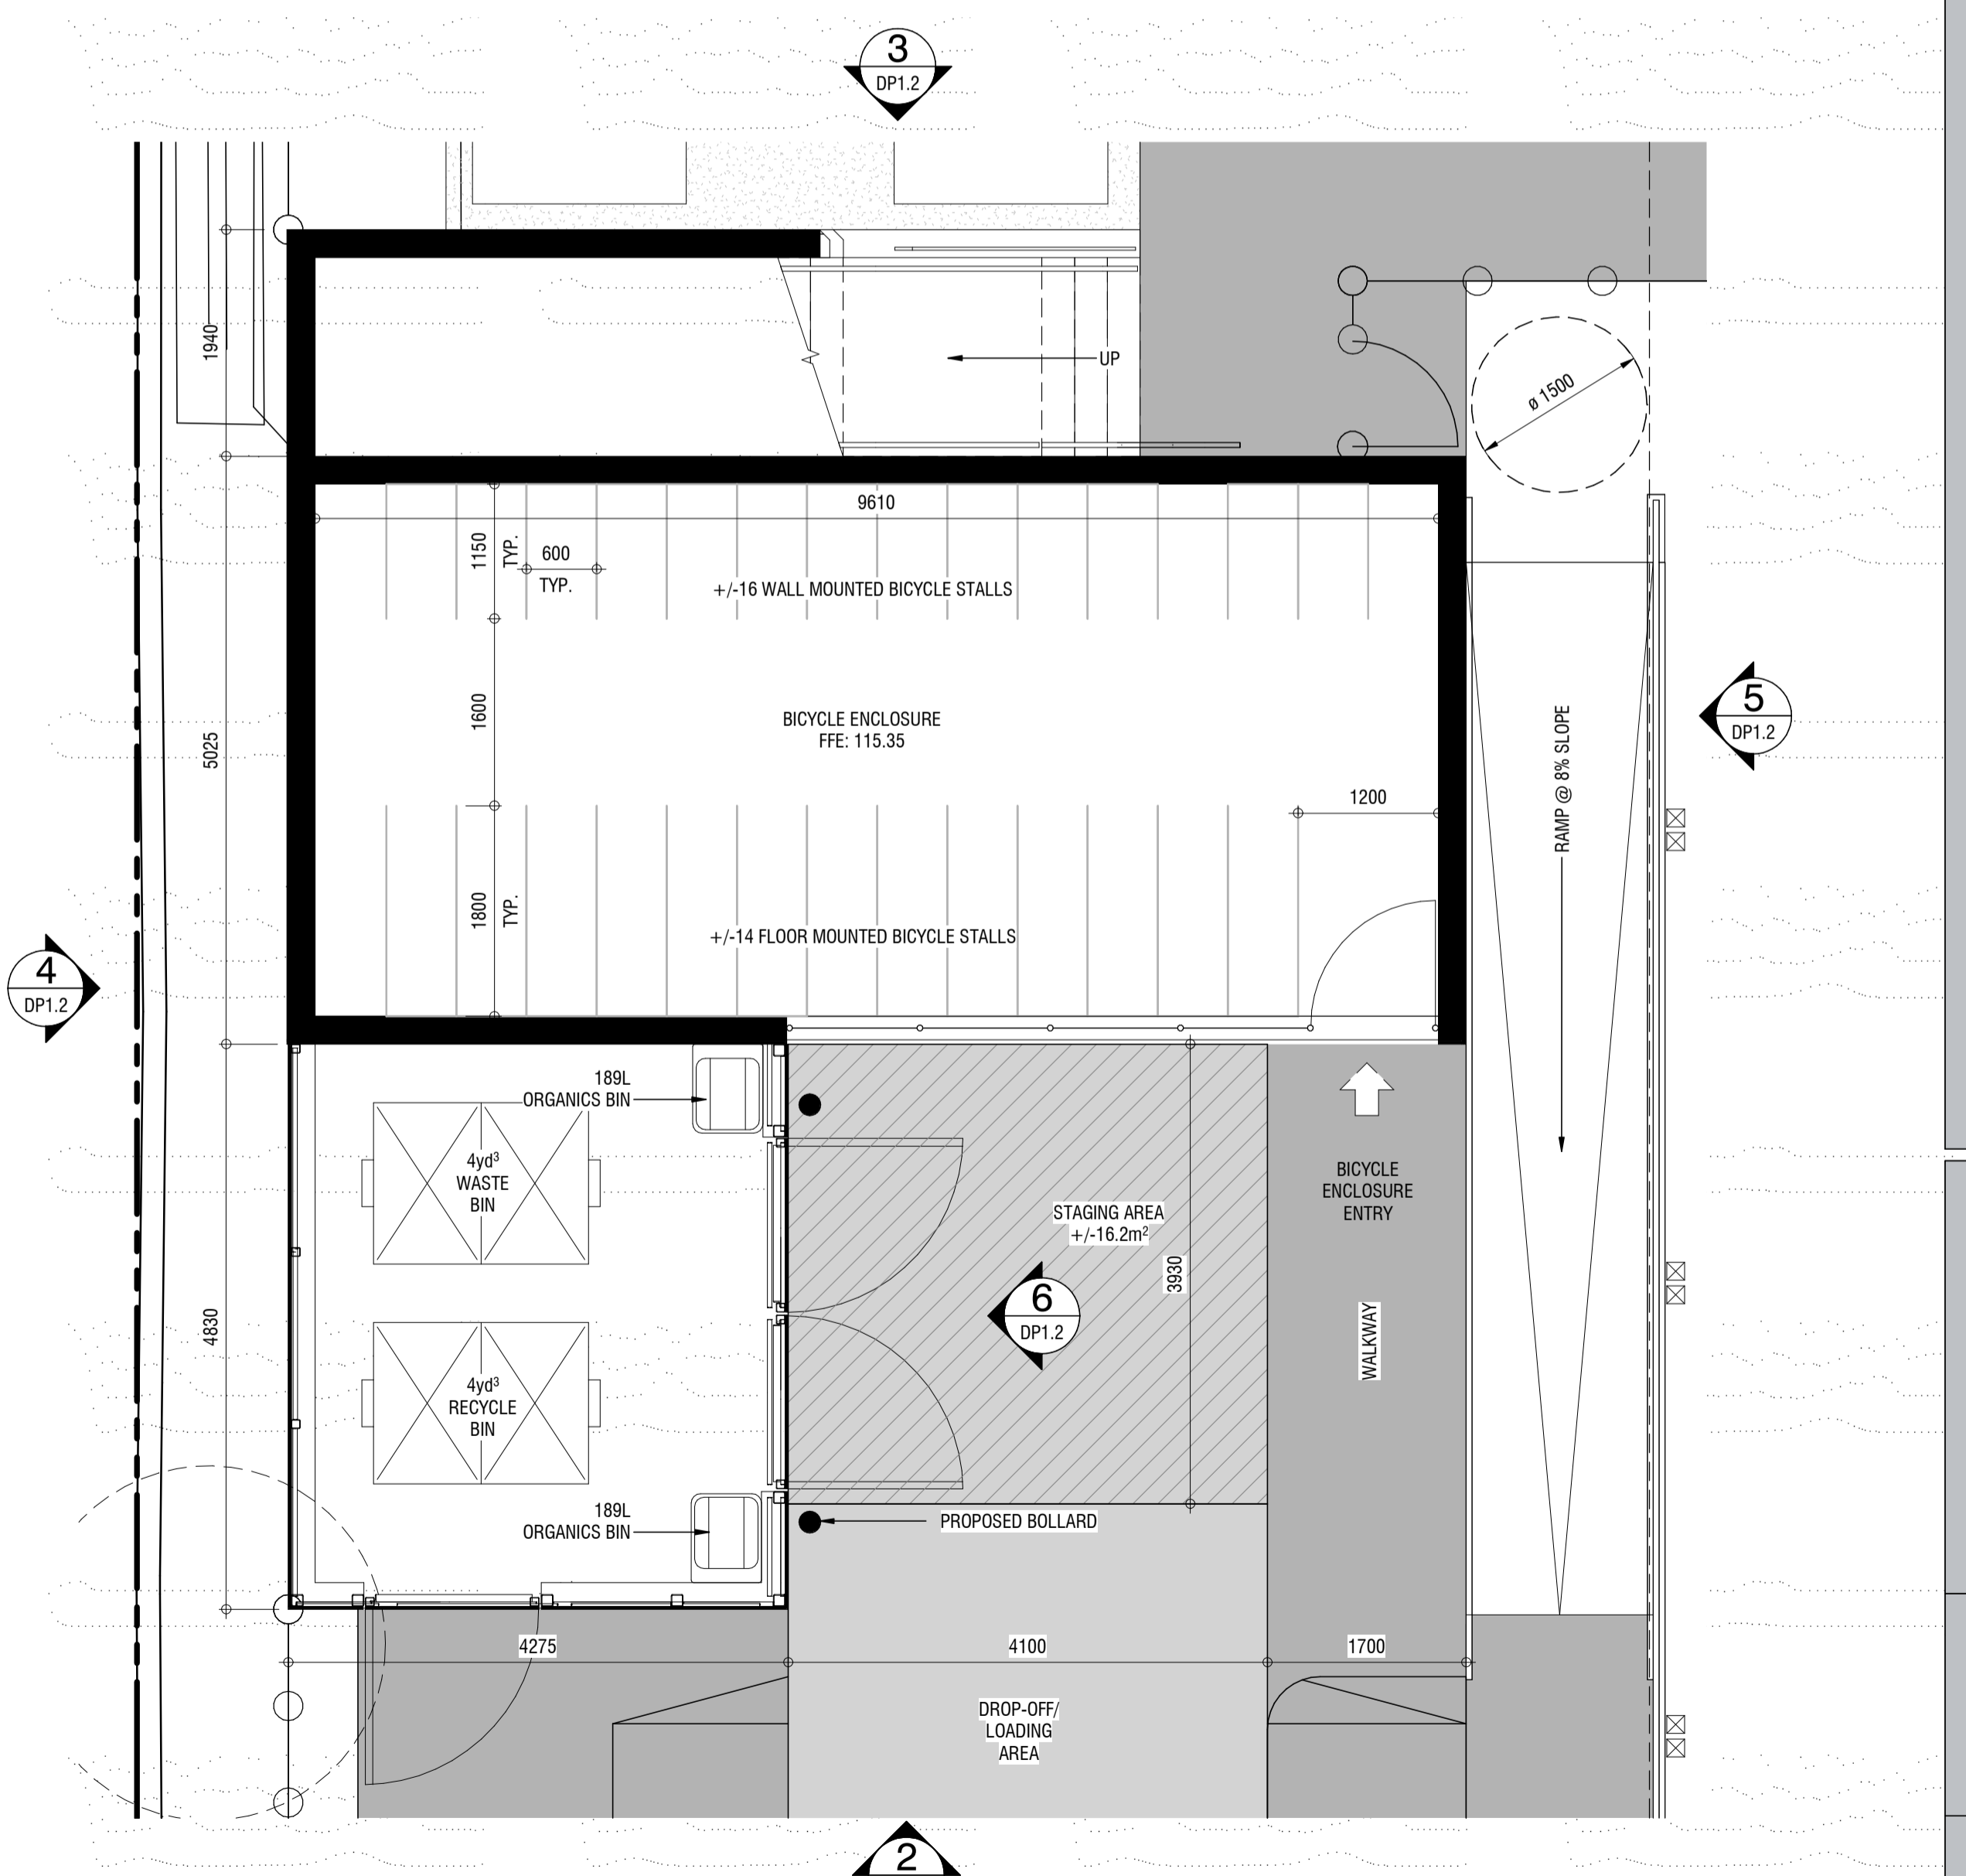 3
DP1.2
1940
UP
ø 1500
9610
1150
TYP.
600
TYP.
+/-16 WALL MOUNTED BICYCLE STALLS
1600
BICYCLE ENCLOSURE
FFE: 115.35
5025
5
DP1.2
RAMP @ 8% SLOPE
1200
1800
TYP.
+/-14 FLOOR MOUNTED BICYCLE STALLS
4
DP1.2
189L
ORGANICS BIN
4yd³
WASTE
BIN
STAGING AREA
+/-16.2m²
BICYCLE
ENCLOSURE
ENTRY
3930
6
DP1.2
WALKWAY
4830
4yd³
RECYCLE
BIN
189L
ORGANICS BIN
PROPOSED BOLLARD
4275
4100
1700
DROP-OFF/
LOADING
AREA
2